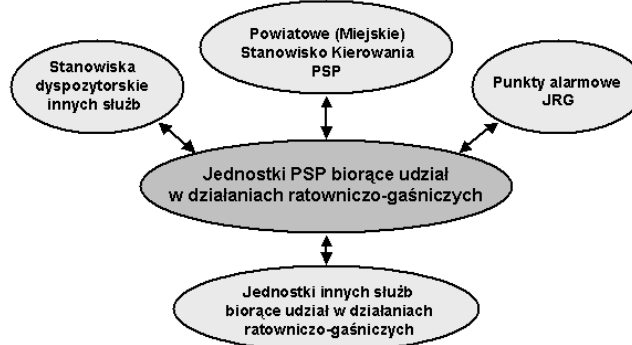 Powiatowe (Miejskie)
Stanowisko Kierowania
PSP
Stanowiska
dyspozytorskie
innych służb
Punkty alarmowe
JRG
Jednostki PSP biorące udział
w działaniach ratowniczo-gaśniczych
Jednostki innych służb
biorące udział w działaniach
ratowniczo-gaśniczych